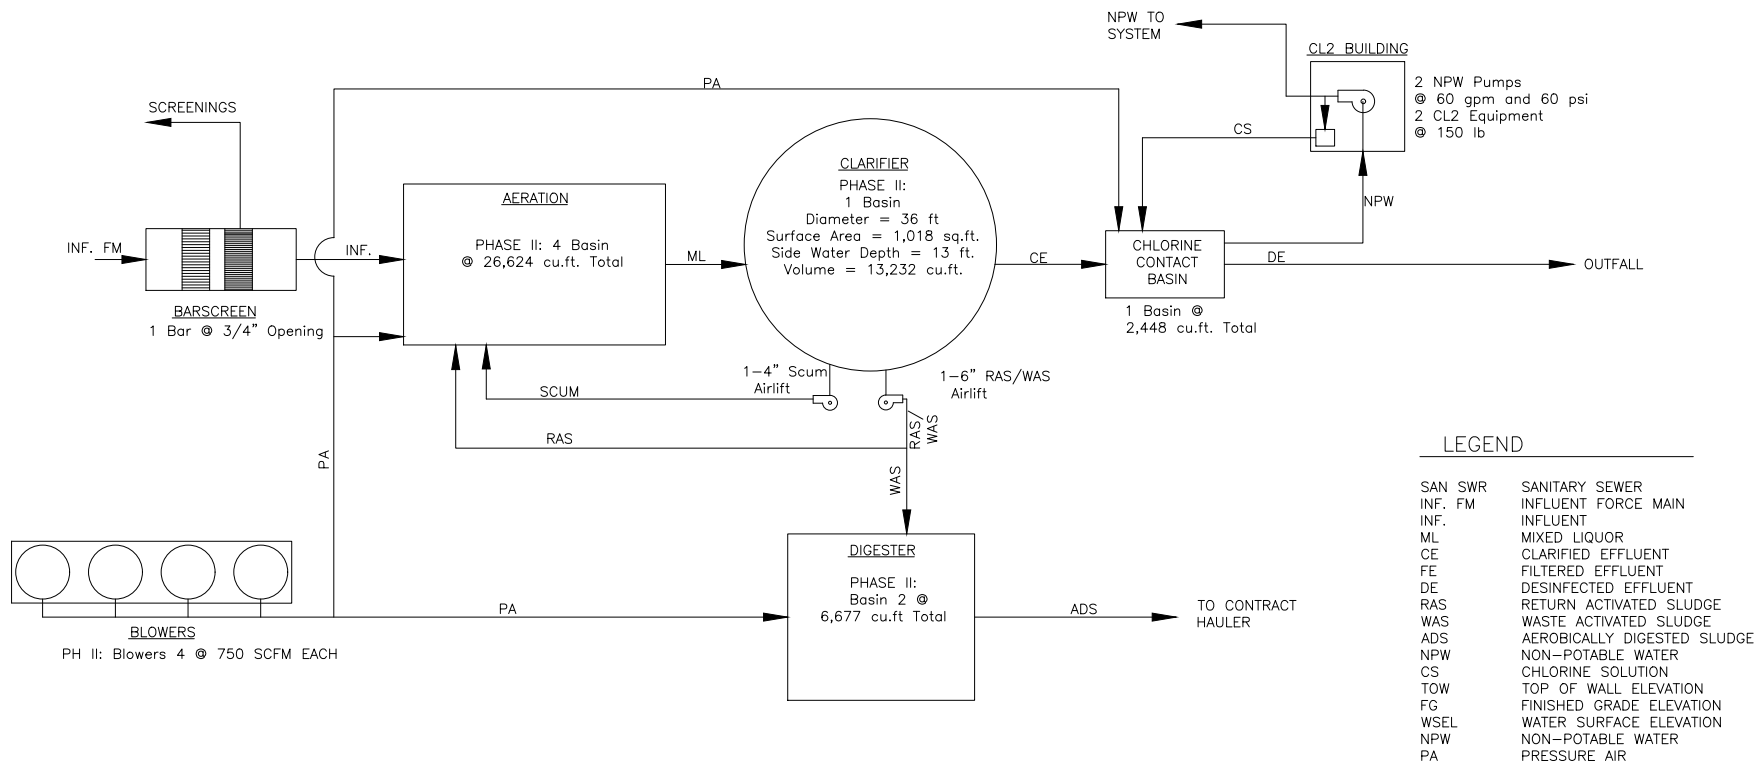 NPW TO
SYSTEM
CL2 BUILDING
2 NPW Pumps
@ 60 gpm and 60 psi
2 CL2 Equipment
@ 150 lb
PA
SCREENINGS
CS
CLARIFIER
PHASE II:
1 Basin
Diameter = 36 ft
Surface Area = 1,018 sq.ft.
Side Water Depth = 13 ft.
Volume = 13,232 cu.ft.
AERATION
PHASE II: 4 Basin
@ 26,624 cu.ft. Total
NPW
INF. FM
INF.
ML
CE
CHLORINE
CONTACT
BASIN
DE
OUTFALL
BARSCREEN
1 Bar @ 3/4" Opening
1 Basin @
2,448 cu.ft. Total
1-4" Scum
Airlift
1-6" RAS/WAS
Airlift
SCUM
RAS
RAS/
WAS
PA
WAS
DIGESTER
PHASE II:
Basin 2 @
6,677 cu.ft Total
PA
ADS
TO CONTRACT
HAULER
BLOWERS
PH II: Blowers 4 @ 750 SCFM EACH
LEGEND
SAN SWR SANITARY SEWER
INF. FM INFLUENT FORCE MAIN
INF. INFLUENT
ML MIXED LIQUOR
CE CLARIFIED EFFLUENT
FE FILTERED EFFLUENT
DE DESINFECTED EFFLUENT
RAS RETURN ACTIVATED SLUDGE
WAS WASTE ACTIVATED SLUDGE
ADS AEROBICALLY DIGESTED SLUDGE
NPW NON-POTABLE WATER
CS CHLORINE SOLUTION
TOW TOP OF WALL ELEVATION
FG FINISHED GRADE ELEVATION
WSEL WATER SURFACE ELEVATION
NPW NON-POTABLE WATER
PA PRESSURE AIR